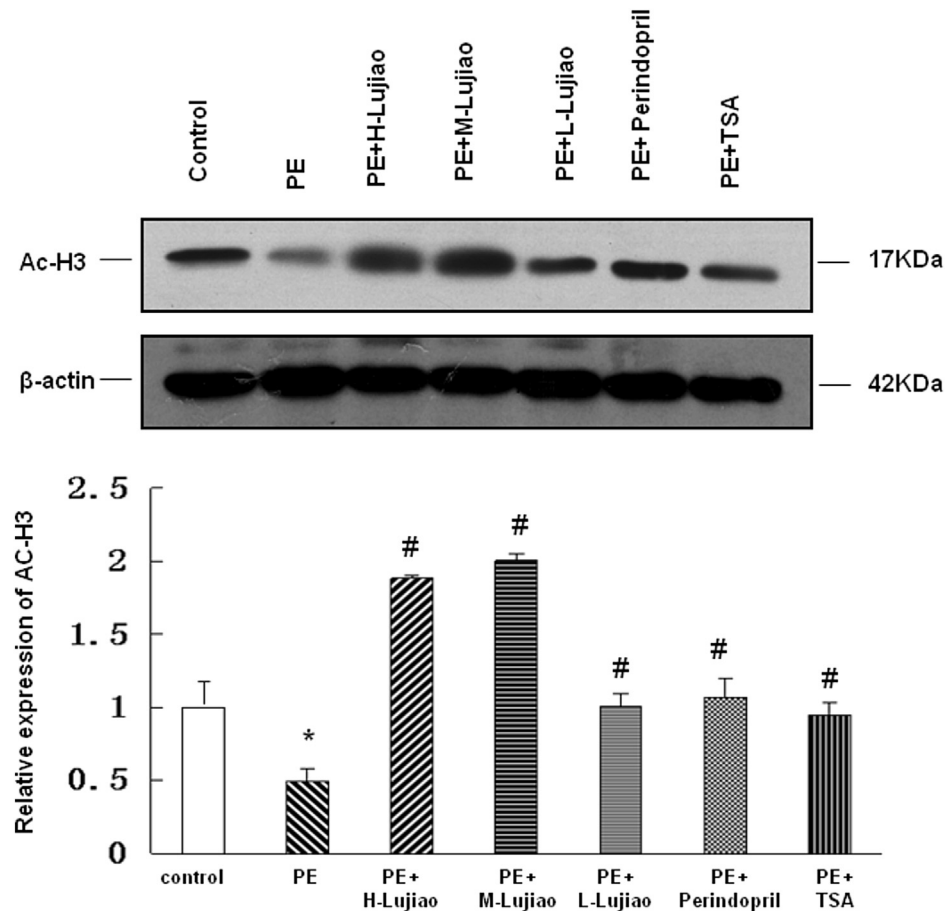 Control
PE
PE+H-Lujiao
PE+M-Lujiao
PE+L-Lujiao
PE+Perindopril
PE+TSA
Ac-H3
17KDa
β-actin
42KDa
Relative expression of AC-H3
2.5
2
1.5
1
0.5
0
*
#
#
#
#
#
control
PE
PE+
H-Lujiao
PE+
M-Lujiao
PE+
L-Lujiao
PE+
Perindopril
PE+
TSA